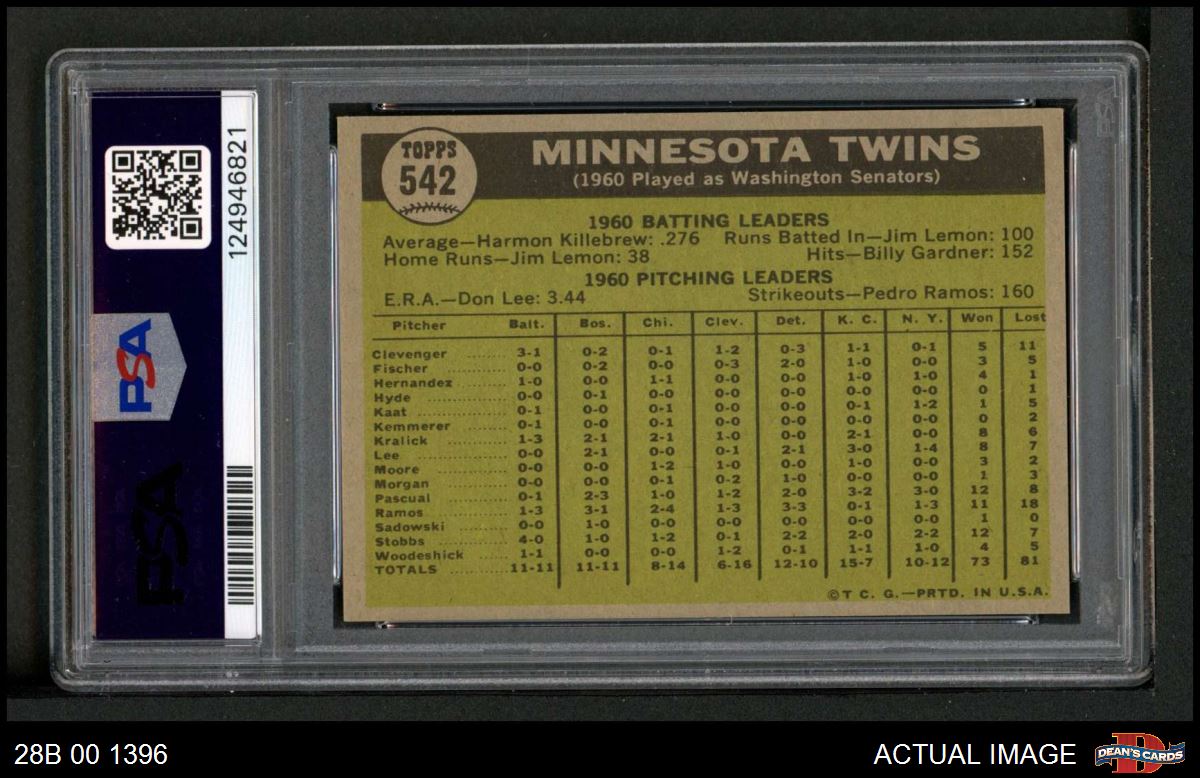 124946821
PSA
PSA
TOPPS
542
MINNESOTA TWINS
(1960 Played as Washington Senators)
1960 BATTING LEADERS
Average—Harmon Killebrew: .276 Runs Batted In—Jim Lemon: 100
Home Runs—Jim Lemon: 38 Hits—Billy Gardner: 152
1960 PITCHING LEADERS
E.R.A.—Don Lee: 3.44 Strikeouts—Pedro Ramos: 160
Pitcher Balt. Bos. Chi. Clev. Det. K. C. N. Y. Won Lost
Clevenger ........ 3-1 0-2 0-1 1-2 0-3 1-1 0-1 5 11
Fischer ........ 0-0 0-2 0-0 0-3 2-0 1-0 0-0 3 5
Hernandez ........ 1-0 0-0 1-1 0-0 0-0 1-0 1-0 4 1
Hyde ........ 0-0 0-1 0-0 0-0 0-0 0-0 0-0 0 1
Kaat ........ 0-1 0-0 0-1 0-0 0-0 0-1 1-2 1 5
Kemmerer ........ 0-1 0-0 0-1 0-0 0-0 0-0 0-0 0 2
Kralick ........ 1-3 2-1 2-1 1-0 0-0 2-1 0-0 8 6
Lee ........ 0-0 2-1 0-0 0-1 2-1 3-0 1-4 8 7
Moore ........ 0-0 0-0 1-2 1-0 0-0 1-0 0-0 3 2
Morgan ........ 0-0 0-0 0-1 0-2 1-0 0-0 0-0 1 3
Pascual ........ 0-1 2-3 1-0 1-2 2-0 3-2 3-0 12 8
Ramos ........ 1-3 3-1 2-4 1-3 3-3 0-1 1-3 11 18
Sadowski ........ 0-0 1-0 0-0 0-0 0-0 0-0 0-0 1 0
Stobbs ........ 4-0 1-0 1-2 0-1 2-2 2-0 2-2 12 7
Woodeshick ........ 1-1 0-0 0-0 1-2 0-1 1-1 1-0 4 5
TOTALS ........ 11-11 11-11 8-14 6-16 12-10 15-7 10-12 73 81
©T. C. G.—PRTD. IN U.S.A.
28B 00 1396
ACTUAL IMAGE
DEAN'S CARDS